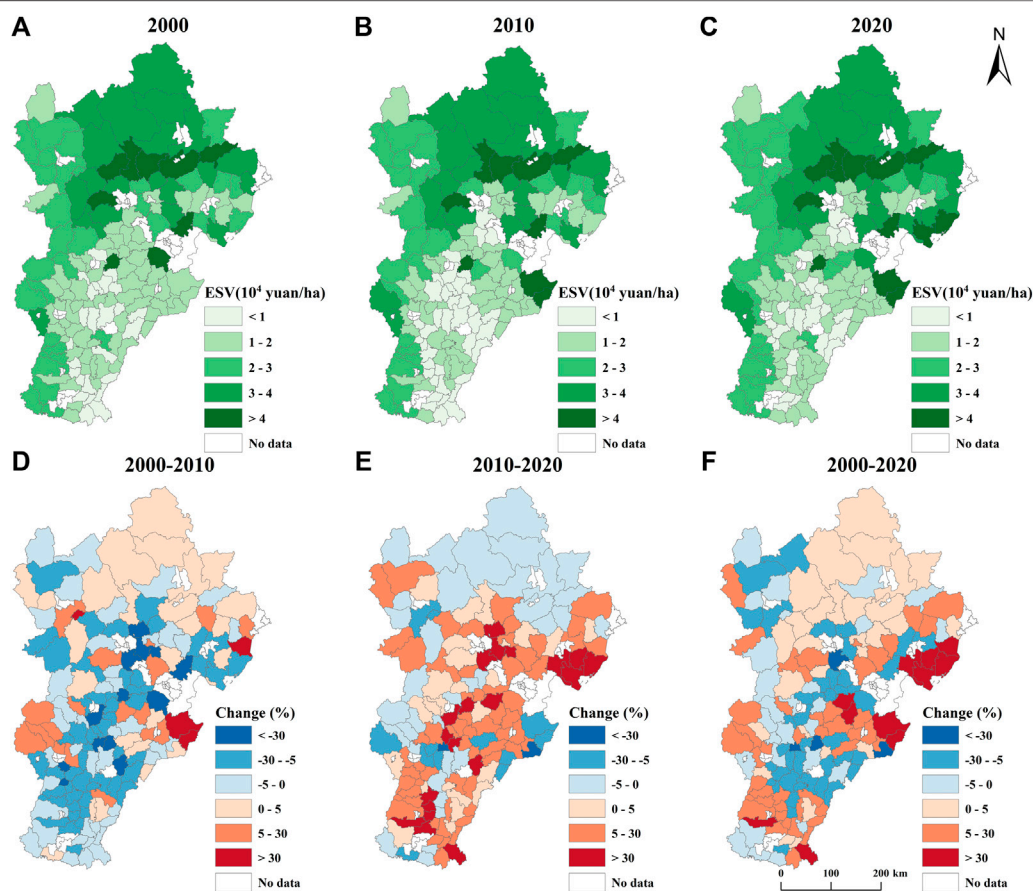 A 2000
B 2010
C 2020
N
ESV(10⁴ yuan/ha)
< 1
1 - 2
2 - 3
3 - 4
> 4
No data
ESV(10⁴ yuan/ha)
< 1
1 - 2
2 - 3
3 - 4
> 4
No data
ESV(10⁴ yuan/ha)
< 1
1 - 2
2 - 3
3 - 4
> 4
No data
D 2000-2010
E 2010-2020
F 2000-2020
Change (%)
< -30
-30 - -5
-5 - 0
0 - 5
5 - 30
> 30
No data
Change (%)
< -30
-30 - -5
-5 - 0
0 - 5
5 - 30
> 30
No data
Change (%)
< -30
-30 - -5
-5 - 0
0 - 5
5 - 30
> 30
No data
0 100 200 km